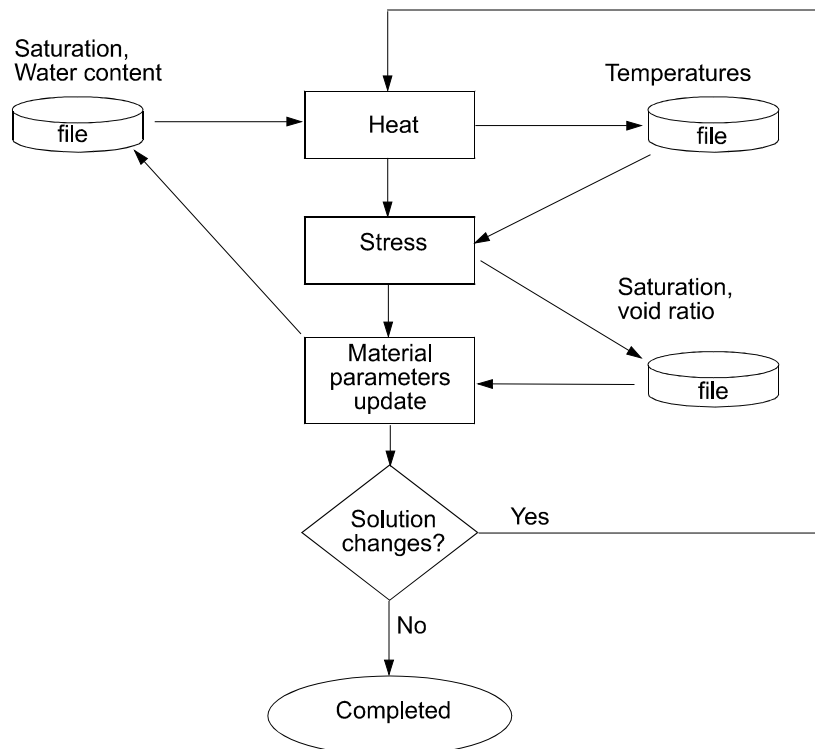 Saturation,
Water content
file
Heat
Temperatures
file
Stress
Saturation,
void ratio
file
Material
parameters
update
Solution
changes?
Yes
No
Completed